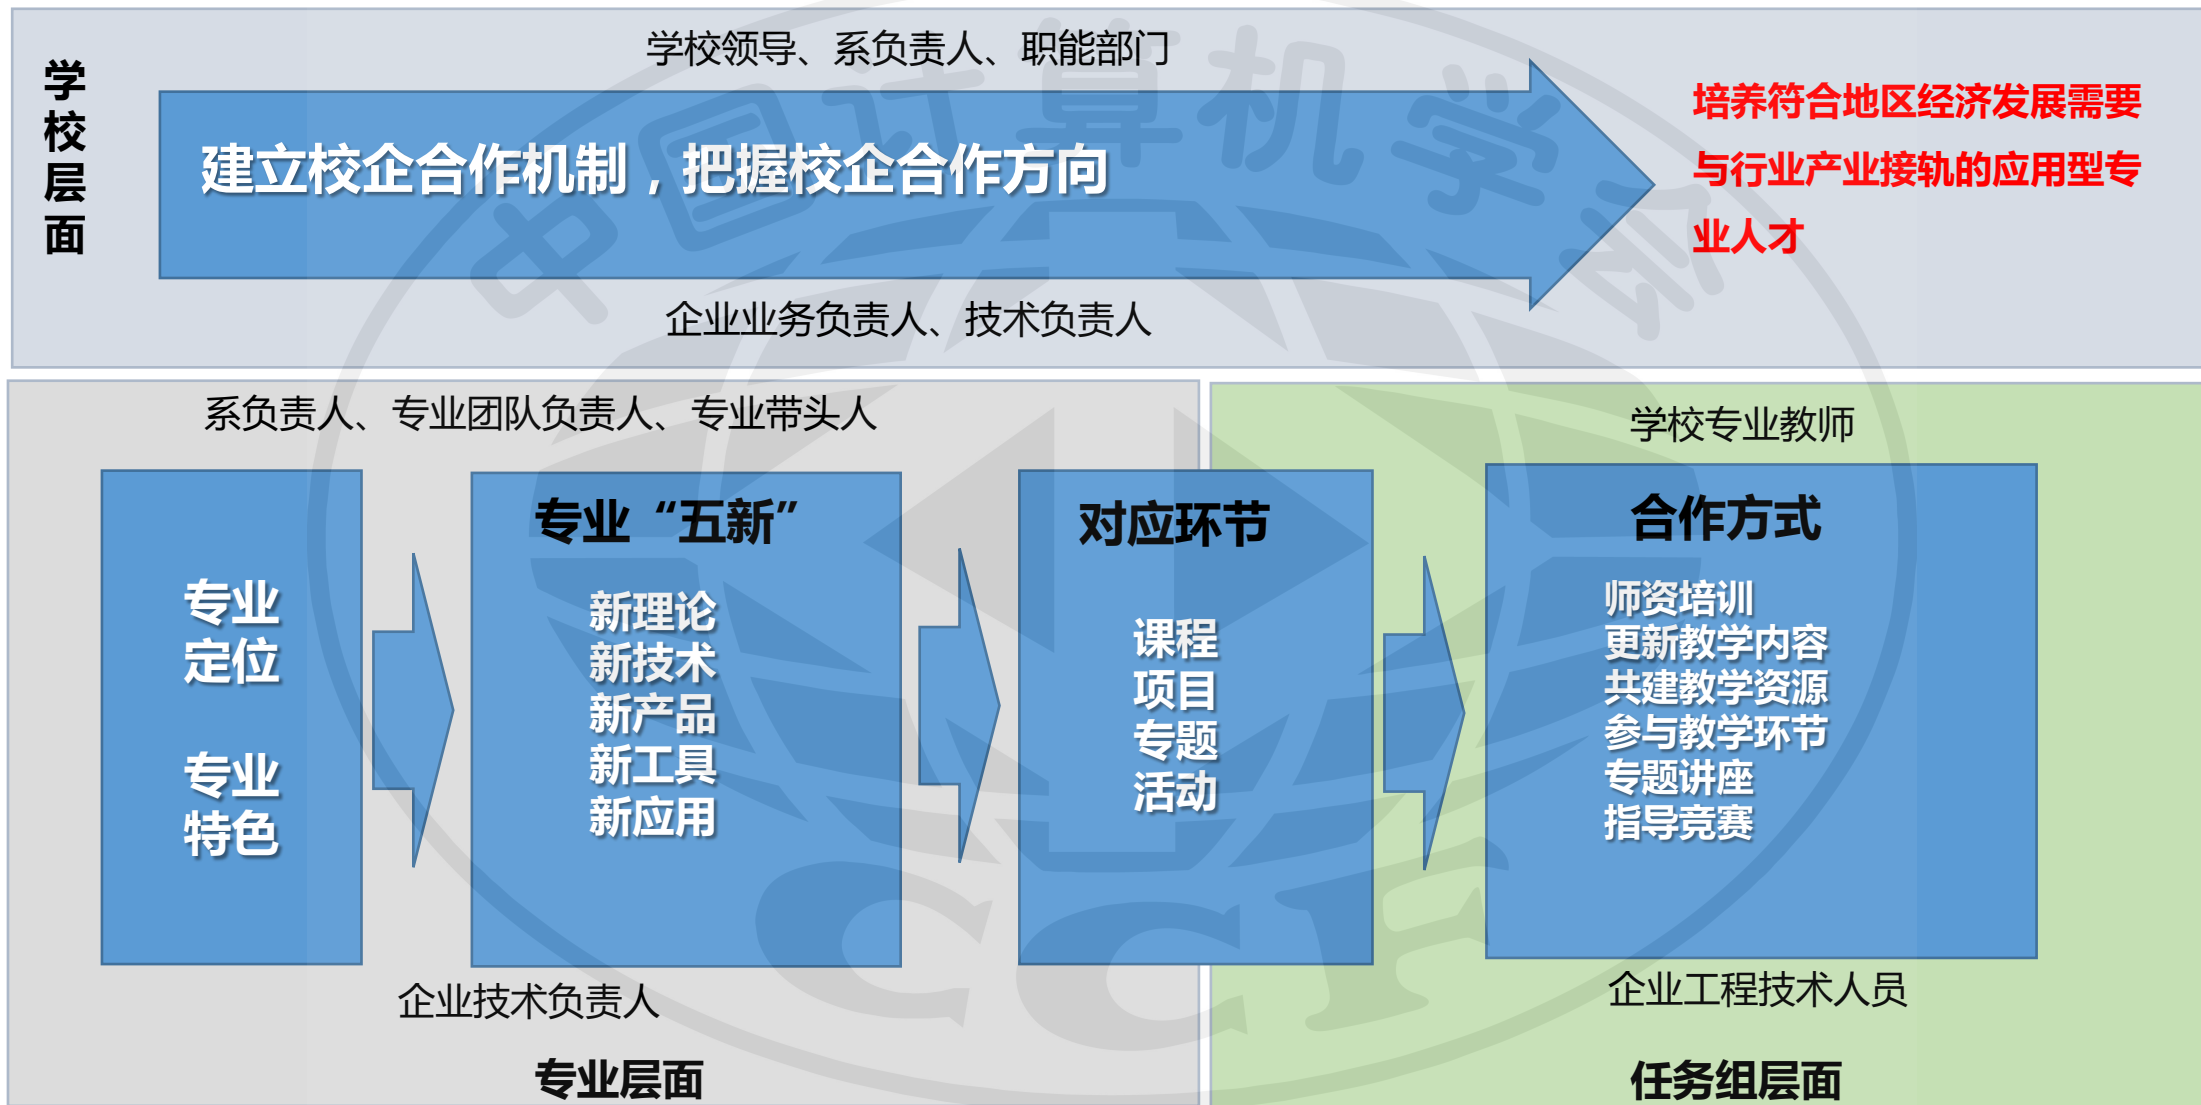 学校领导、系负责人、职能部门
学
校
层
面
建立校企合作机制，把握校企合作方向
培养符合地区经济发展需要
与行业产业接轨的应用型专
业人才
企业业务负责人、技术负责人
系负责人、专业团队负责人、专业带头人
专业
定位
专业
特色
专业“五新”
新理论
新技术
新产品
新工具
新应用
对应环节
课程
项目
专题
活动
企业技术负责人
专业层面
学校专业教师
合作方式
师资培训
更新教学内容
共建教学资源
参与教学环节
专题讲座
指导竞赛
企业工程技术人员
任务组层面
中国计算机学会
CCF